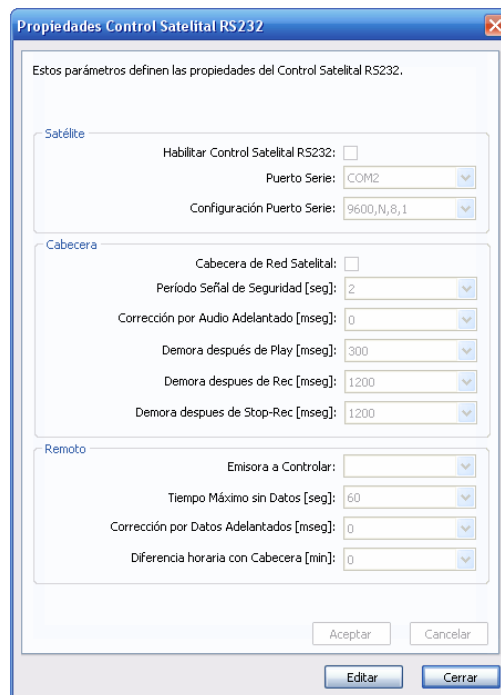 Propiedades Control Satelital RS232
Estos parámetros definen las propiedades del Control Satelital RS232.
Satélite
Habilitar Control Satelital RS232:
Puerto Serie: COM2
Configuración Puerto Serie: 9600,N,8,1
Cabecera
Cabecera de Red Satelital:
Período Señal de Seguridad [seg]: 2
Corrección por Audio Adelantado [mseg]: 0
Demora después de Play [mseg]: 300
Demora despues de Rec [mseg]: 1200
Demora despues de Stop-Rec [mseg]: 1200
Remoto
Emisora a Controlar:
Tiempo Máximo sin Datos [seg]: 60
Corrección por Datos Adelantados [mseg]: 0
Diferencia horaria con Cabecera [min]: 0
Aceptar Cancelar
Editar Cerrar